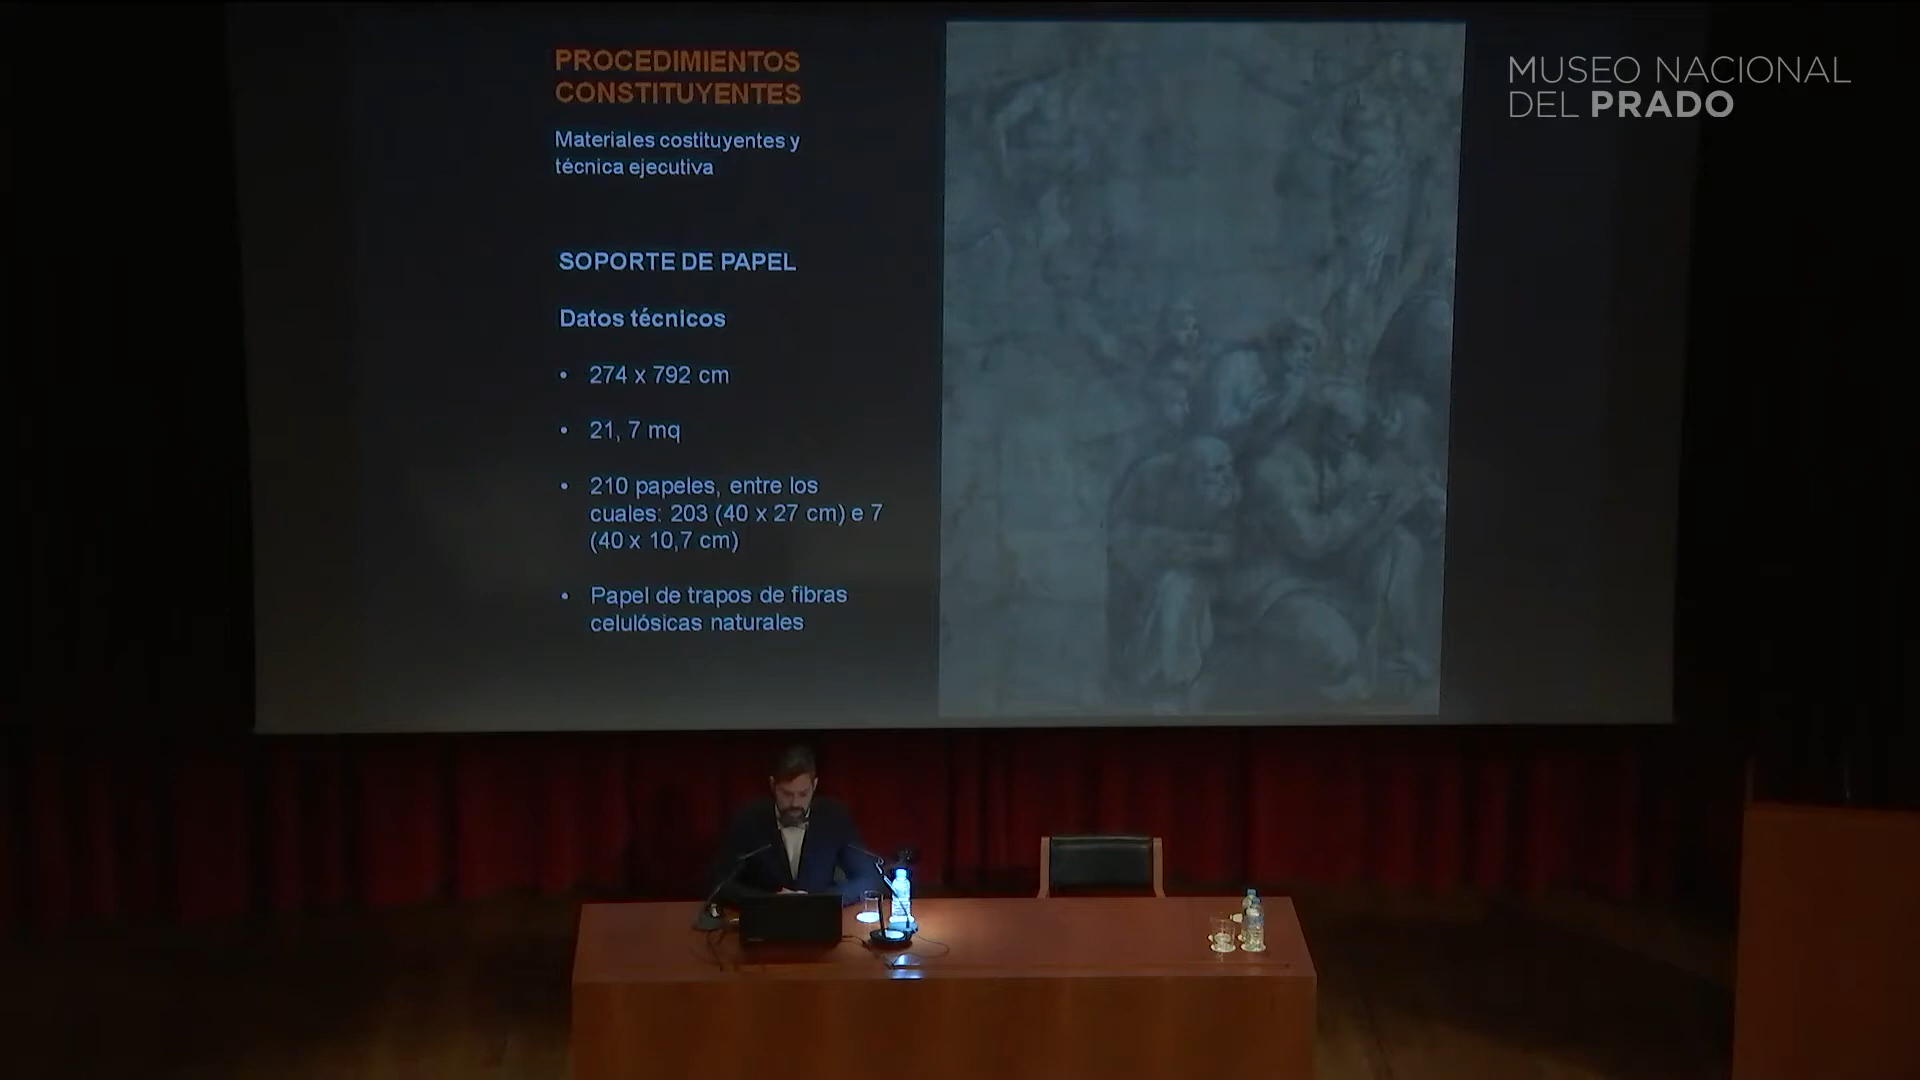 PROCEDIMIENTOS
CONSTITUYENTES
Materiales costituyentes y
técnica ejecutiva
SOPORTE DE PAPEL
Datos técnicos
• 274 x 792 cm
• 21, 7 mq
• 210 papeles, entre los
cuales: 203 (40 x 27 cm) e 7
(40 x 10,7 cm)
• Papel de trapos de fibras
celulósicas naturales
MUSEO NACIONAL
DEL PRADO